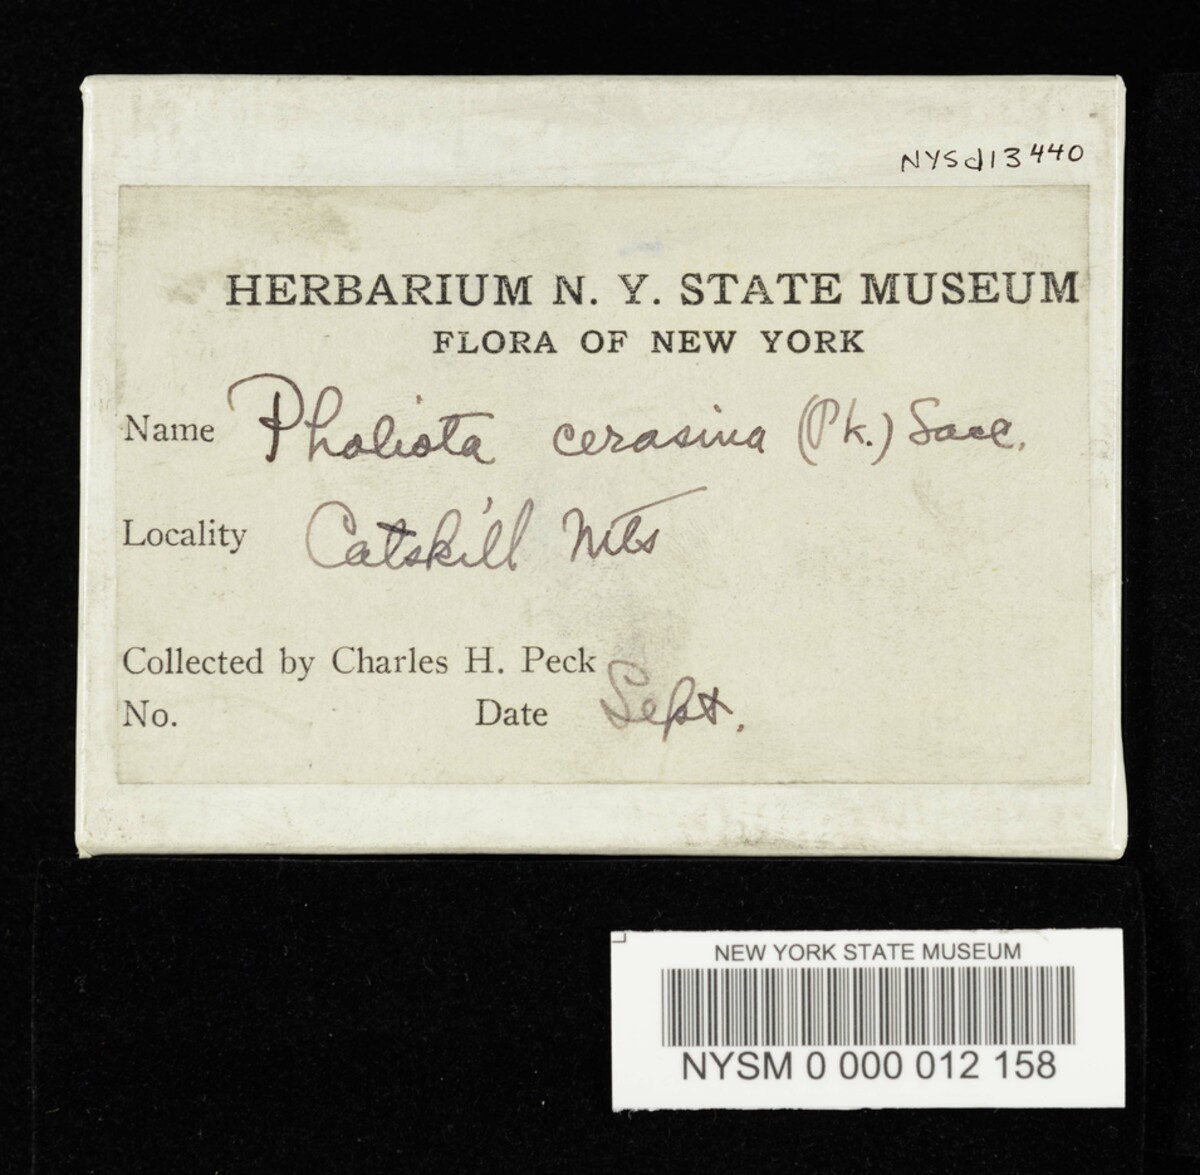 NYSd13440
HERBARIUM N. Y. STATE MUSEUM
FLORA OF NEW YORK
Name Pholiota cerasina (Pk.) Sacc.
Locality Catskill Mts
Collected by Charles H. Peck
No. Date Sept.
NEW YORK STATE MUSEUM
NYSM 0 000 012 158